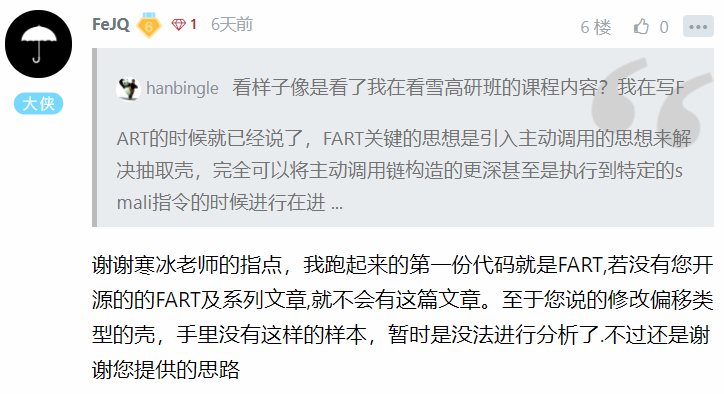 FeJQ 6 1 6天前 6 楼 0
大侠
hanbingle 看样子像是看了我在看雪高研班的课程内容？我在写F
ART的时候就已经说了，FART关键的思想是引入主动调用的思想来解
决抽取壳，完全可以将主动调用链构造的更深甚至是执行到特定的s
mali指令的时候进行在进 ...
谢谢寒冰老师的指点，我跑起来的第一份代码就是FART,若没有您开
源的的FART及系列文章,就不会有这篇文章。至于您说的修改偏移类
型的壳，手里没有这样的样本，暂时是没法进行分析了.不过还是谢
谢您提供的思路